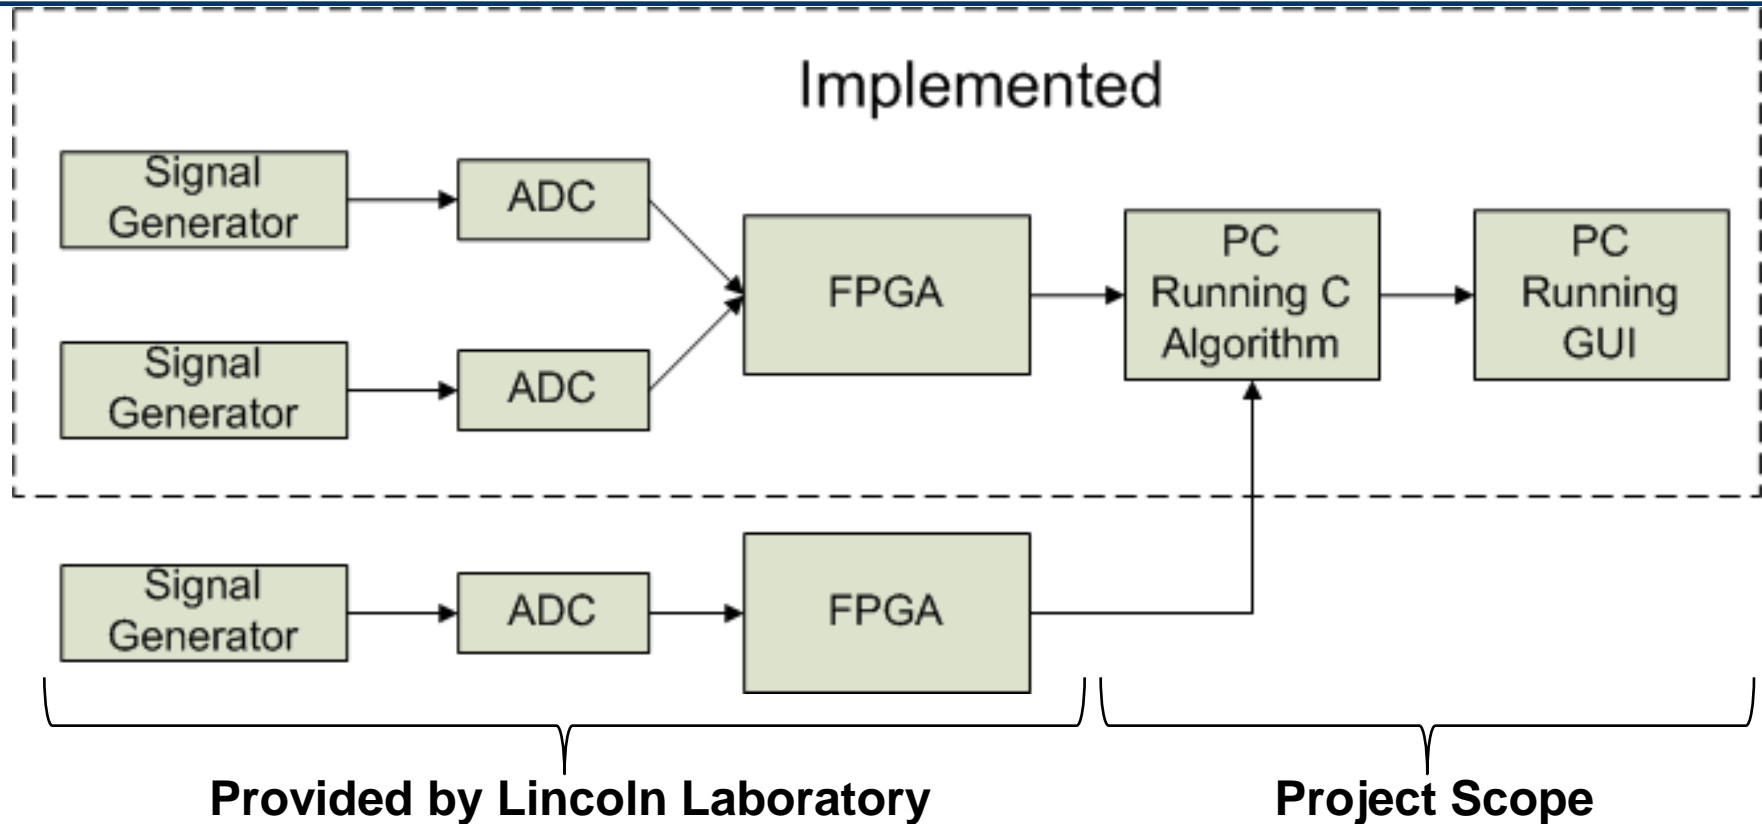 Implemented
Signal
Generator
ADC
Signal
Generator
ADC
FPGA
PC
Running C
Algorithm
PC
Running
GUI
Signal
Generator
ADC
FPGA
Provided by Lincoln Laboratory
Project Scope